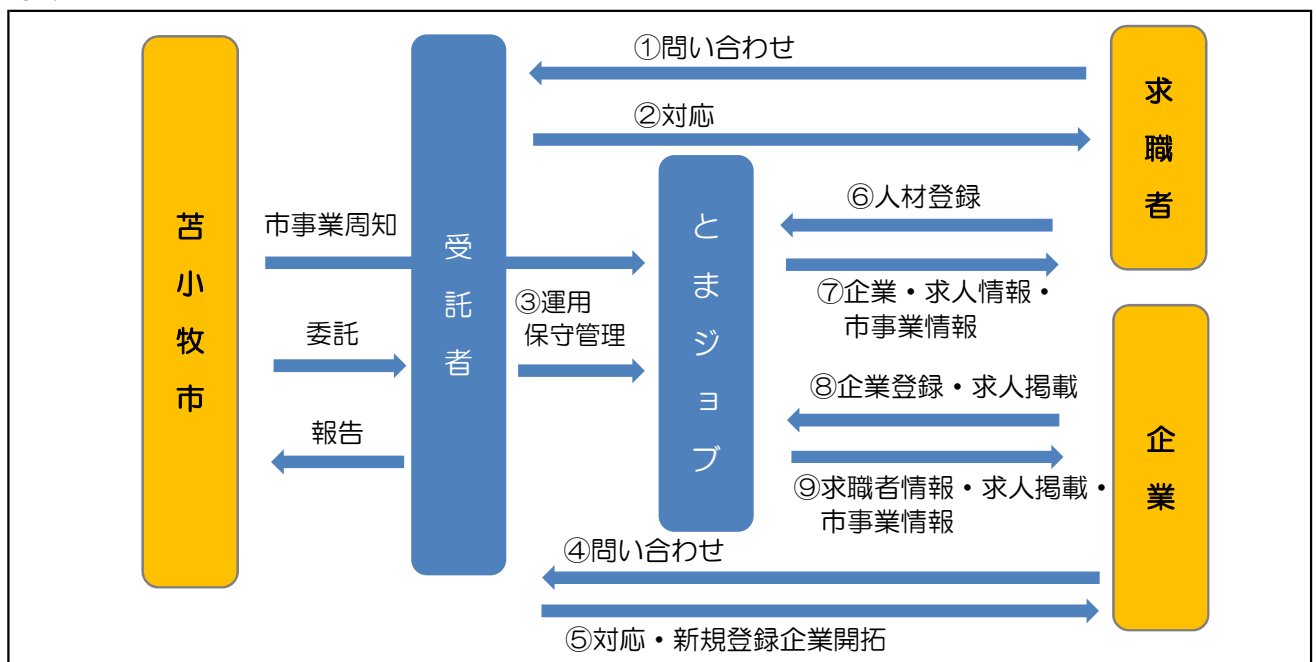 ①問い合わせ
②対応
求職者
苫小牧市
受託者
とまジョブ
市事業周知
委託
報告
③運用
保守管理
⑥人材登録
⑦企業・求人情報・
市事業情報
⑧企業登録・求人掲載
⑨求職者情報・求人掲載・
市事業情報
企業
④問い合わせ
⑤対応・新規登録企業開拓